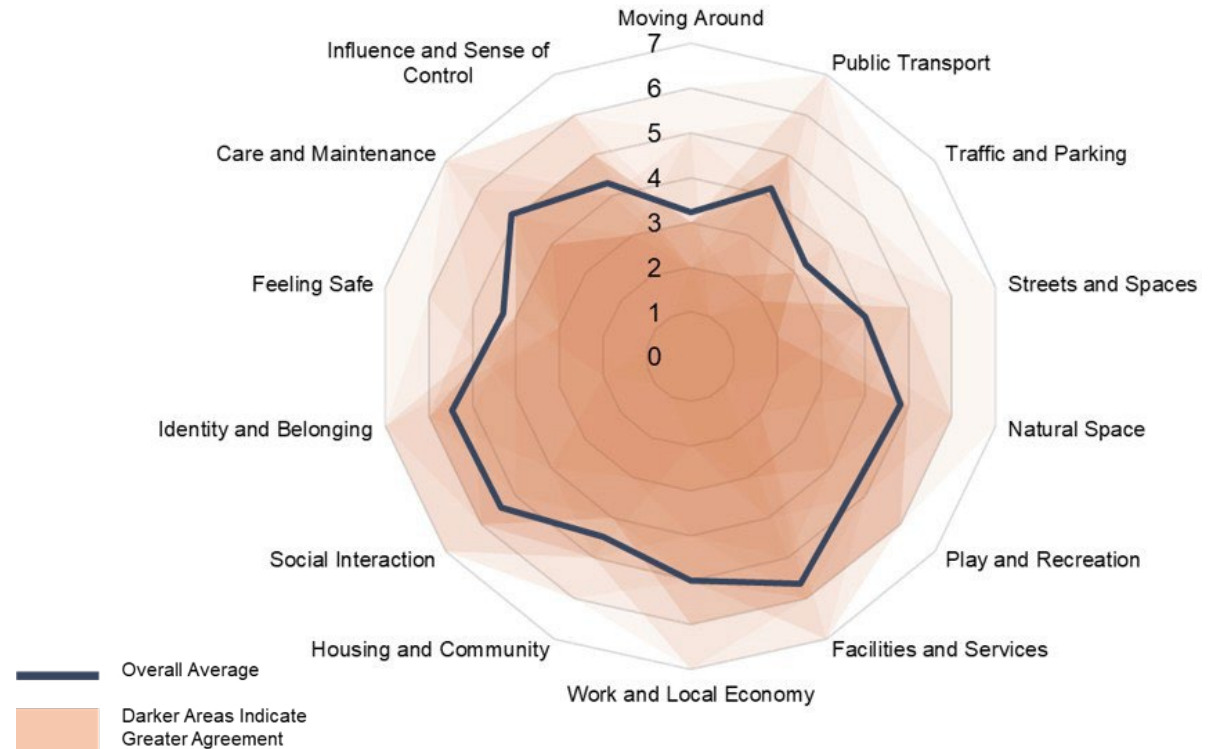 Moving Around
Public Transport
Traffic and Parking
Streets and Spaces
Natural Space
Play and Recreation
Facilities and Services
Work and Local Economy
Housing and Community
Social Interaction
Identity and Belonging
Feeling Safe
Care and Maintenance
Influence and Sense of
Control
7
6
5
4
3
2
1
0
Overall Average
Darker Areas Indicate
Greater Agreement